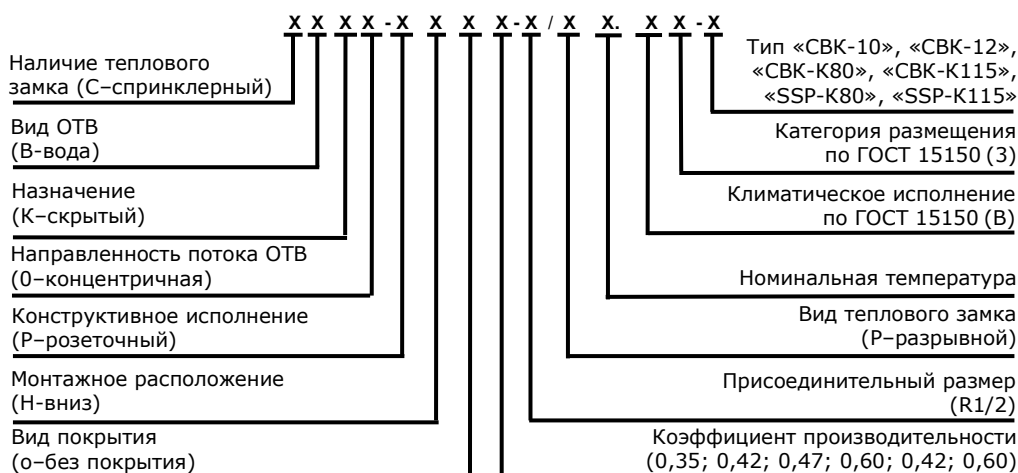 X X X X - X X X X - X / X X. X X - X
Наличие теплового
замка (С–спринклерный)
Вид ОТВ
(В-вода)
Назначение
(К–скрытый)
Направленность потока ОТВ
(0–концентричная)
Конструктивное исполнение
(Р–розеточный)
Монтажное расположение
(Н-вниз)
Вид покрытия
(о–без покрытия)
Тип «СВК-10», «СВК-12»,
«СВК-К80», «СВК-К115»,
«SSP-K80», «SSP-K115»
Категория размещения
по ГОСТ 15150 (3)
Климатическое исполнение
по ГОСТ 15150 (В)
Номинальная температура
Вид теплового замка
(Р–разрывной)
Присоединительный размер
(R1/2)
Коэффициент производительности
(0,35; 0,42; 0,47; 0,60; 0,42; 0,60)